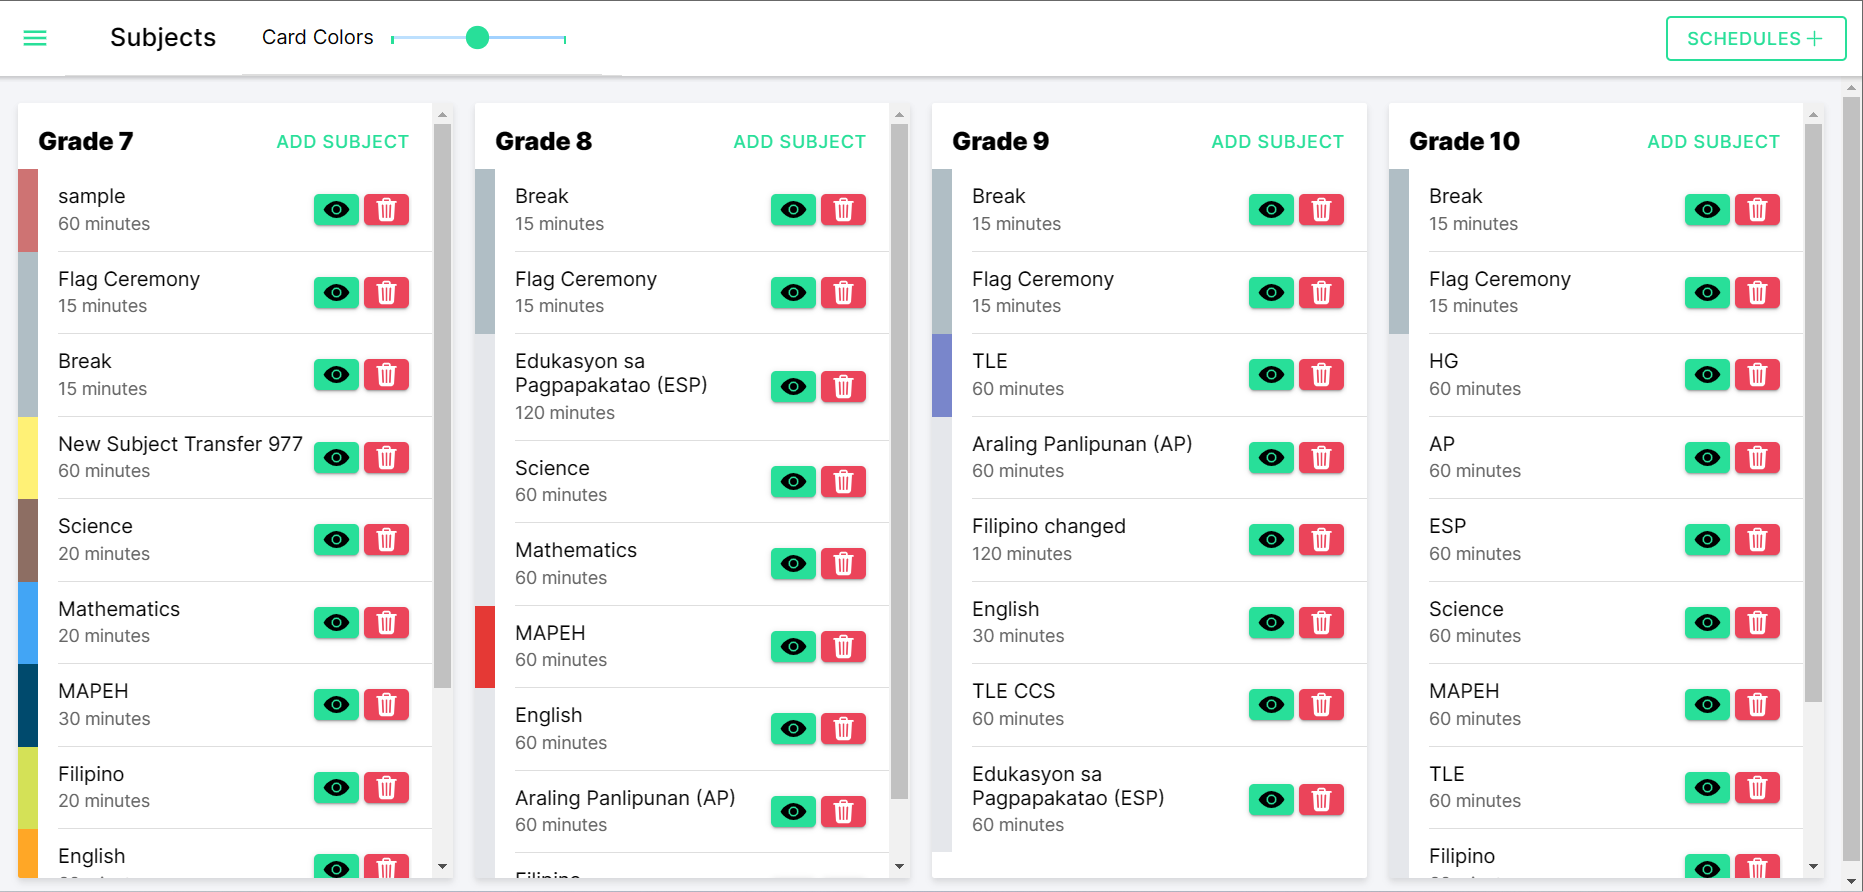 Subjects
Card Colors
SCHEDULES
Grade 7
ADD SUBJECT
sample
60 minutes
Flag Ceremony
15 minutes
Break
15 minutes
New Subject Transfer 977
60 minutes
Science
20 minutes
Mathematics
20 minutes
MAPEH
30 minutes
Filipino
20 minutes
English
Grade 8
ADD SUBJECT
Break
15 minutes
Flag Ceremony
15 minutes
Edukasyon sa
Pagpapakatao (ESP)
120 minutes
Science
60 minutes
Mathematics
60 minutes
MAPEH
60 minutes
English
60 minutes
Araling Panlipunan (AP)
60 minutes
Filipino
Grade 9
ADD SUBJECT
Break
15 minutes
Flag Ceremony
15 minutes
TLE
60 minutes
Araling Panlipunan (AP)
60 minutes
Filipino changed
120 minutes
English
30 minutes
TLE CCS
60 minutes
Edukasyon sa
Pagpapakatao (ESP)
60 minutes
Grade 10
ADD SUBJECT
Break
15 minutes
Flag Ceremony
15 minutes
HG
60 minutes
AP
60 minutes
ESP
60 minutes
Science
60 minutes
MAPEH
60 minutes
TLE
60 minutes
Filipino